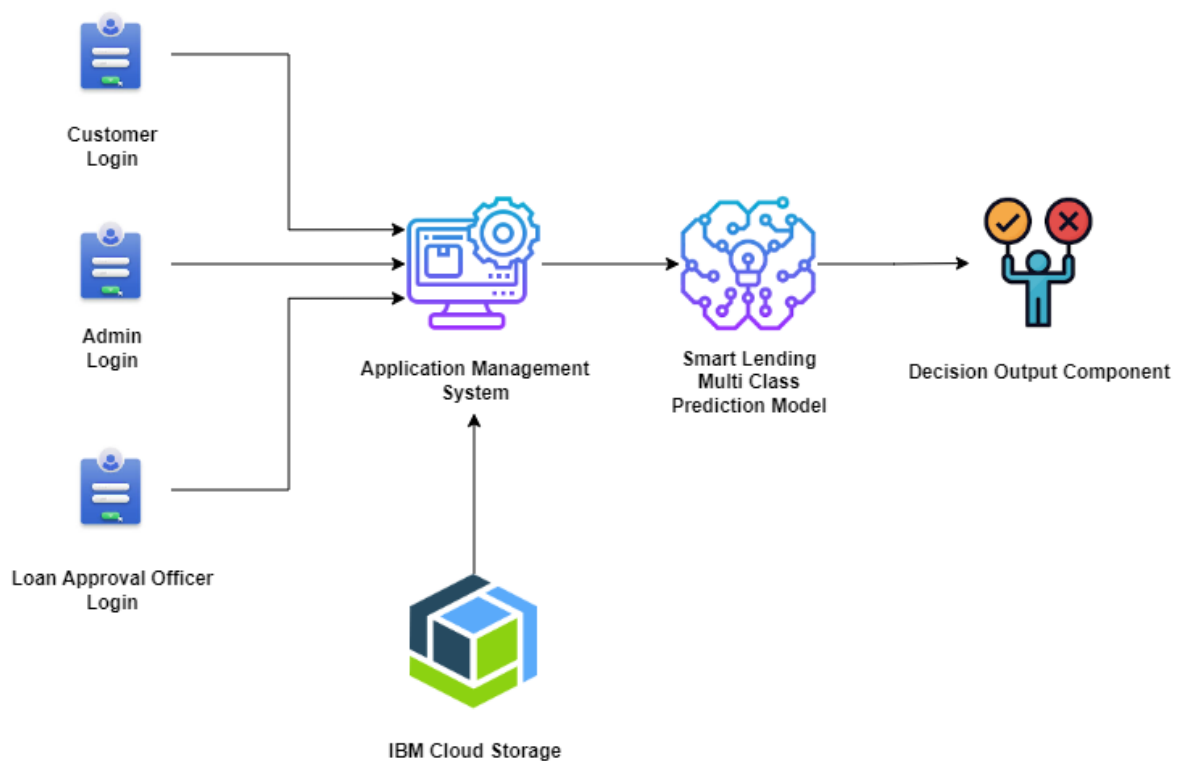 Customer
Login
Admin
Login
Loan Approval Officer
Login
Application Management
System
IBM Cloud Storage
Smart Lending
Multi Class
Prediction Model
Decision Output Component